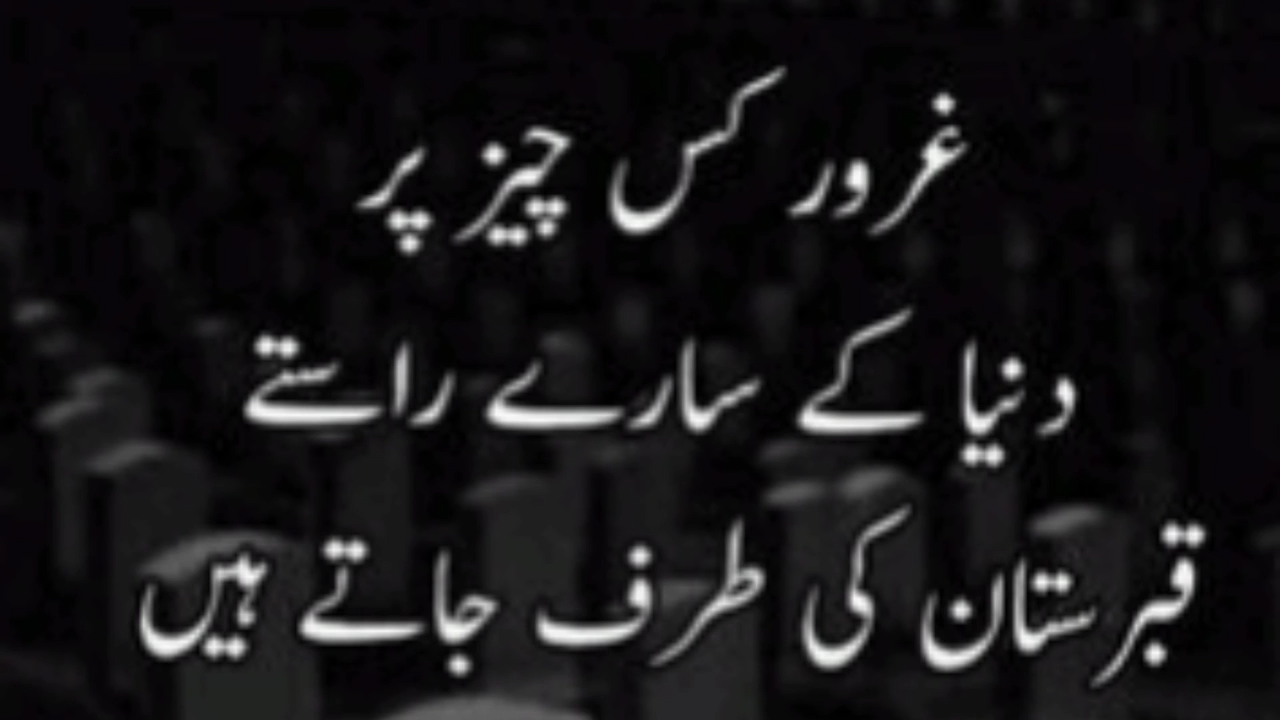 غرور کس چیز پر
دنیا کے سارے راستے
قبرستان کی طرف جاتے ہیں